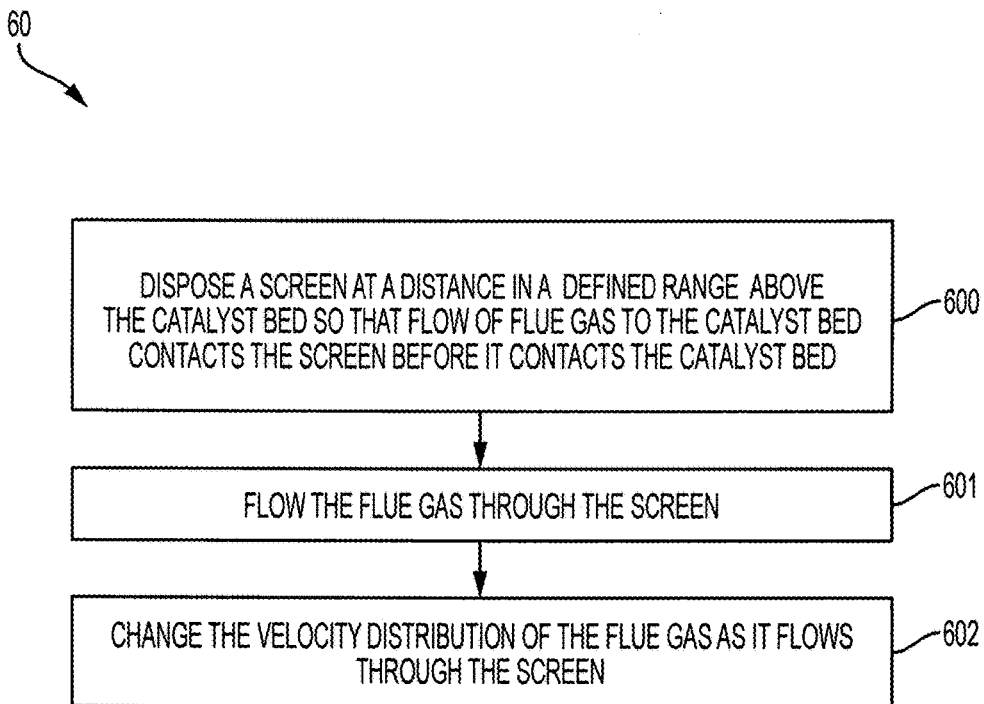 60
DISPOSE A SCREEN AT A DISTANCE IN A DEFINED RANGE ABOVE
THE CATALYST BED SO THAT FLOW OF FLUE GAS TO THE CATALYST BED
CONTACTS THE SCREEN BEFORE IT CONTACTS THE CATALYST BED
600
FLOW THE FLUE GAS THROUGH THE SCREEN
601
CHANGE THE VELOCITY DISTRIBUTION OF THE FLUE GAS AS IT FLOWS
THROUGH THE SCREEN
602